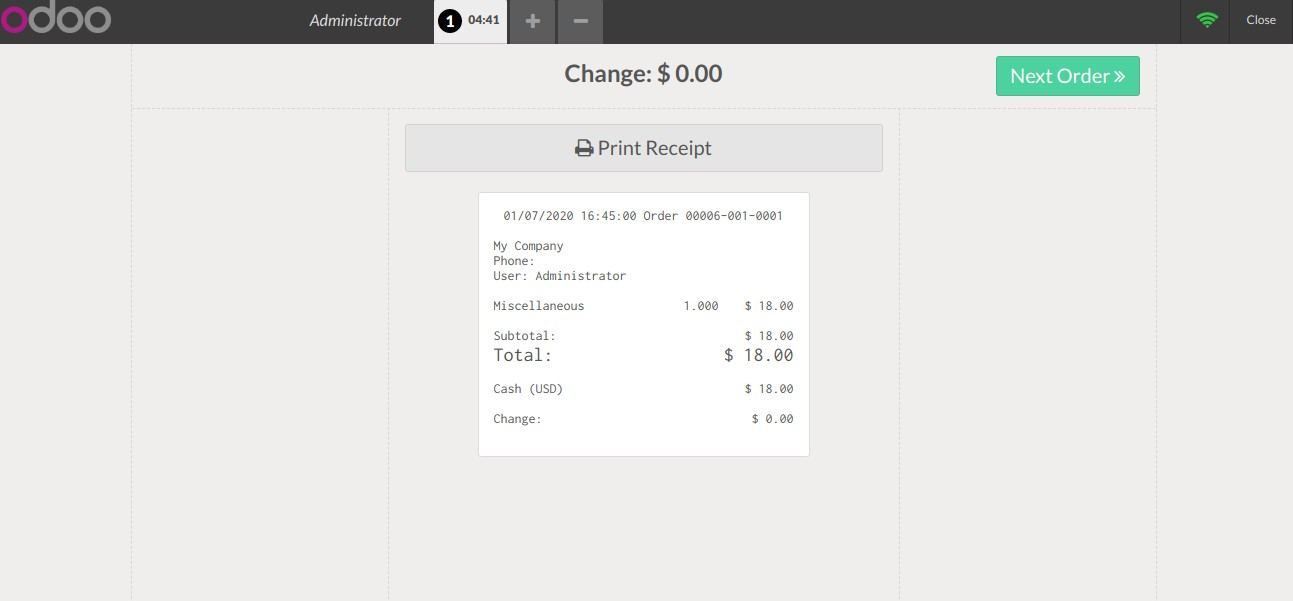 odoo Administrator 1 04:41 + − Close
Change: $ 0.00
Next Order »
Print Receipt
01/07/2020 16:45:00 Order 00006-001-0001
My Company
Phone:
User: Administrator
Miscellaneous 1.000 $ 18.00
Subtotal: $ 18.00
Total: $ 18.00
Cash (USD) $ 18.00
Change: $ 0.00